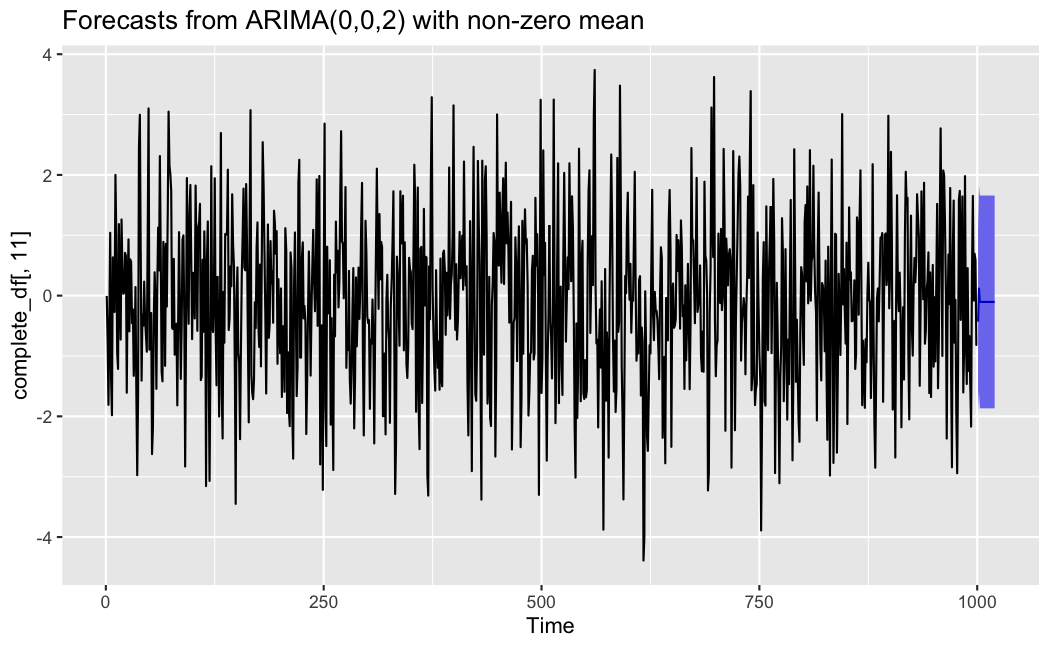 Forecasts from ARIMA(0,0,2) with non-zero mean
complete_df[, 11]
4
2
0
-2
-4
0 250 500 750 1000
Time